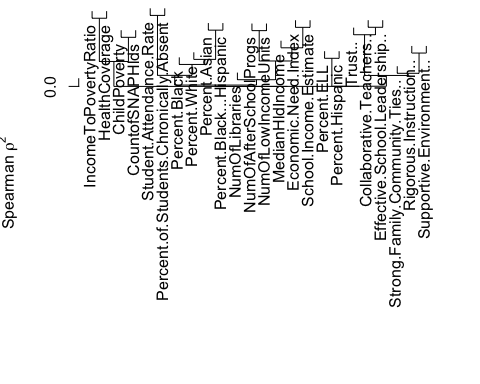 Spearman ρ²
0.0
IncomeToPovertyRatio
HealthCoverage
ChildPoverty
CountofSNAPHlds
Student.Attendance.Rate
Percent.of.Students.Chronically.Absent
Percent.Black
Percent.White
Percent.Asian
Percent.Black...Hispanic
NumOfLibraries
NumOfAfterSchoolProgs
NumOfLowIncomeUnits
MedianHldIncome
Economic.Need.Index
School.Income.Estimate
Percent.ELL
Percent.Hispanic
Trust..
Collaborative.Teachers..
Effective.School.Leadership..
Strong.Family.Community.Ties..
Rigorous.Instruction..
Supportive.Environment..